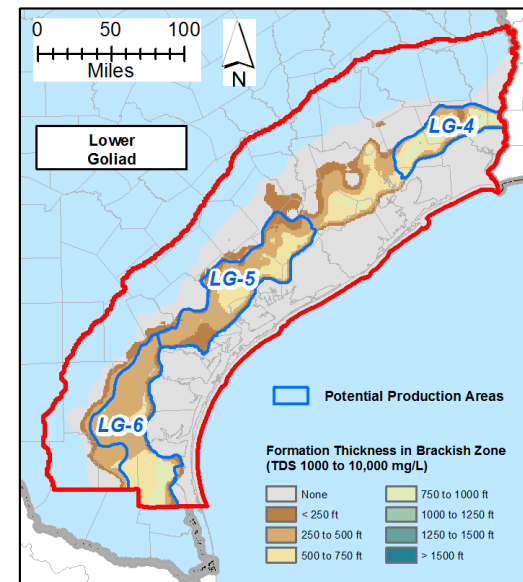 0 50 100
Miles
N
Lower
Goliad
LG-4
LG-5
LG-6
Potential Production Areas
Formation Thickness in Brackish Zone
(TDS 1000 to 10,000 mg/L)
None
< 250 ft
250 to 500 ft
500 to 750 ft
750 to 1000 ft
1000 to 1250 ft
1250 to 1500 ft
> 1500 ft